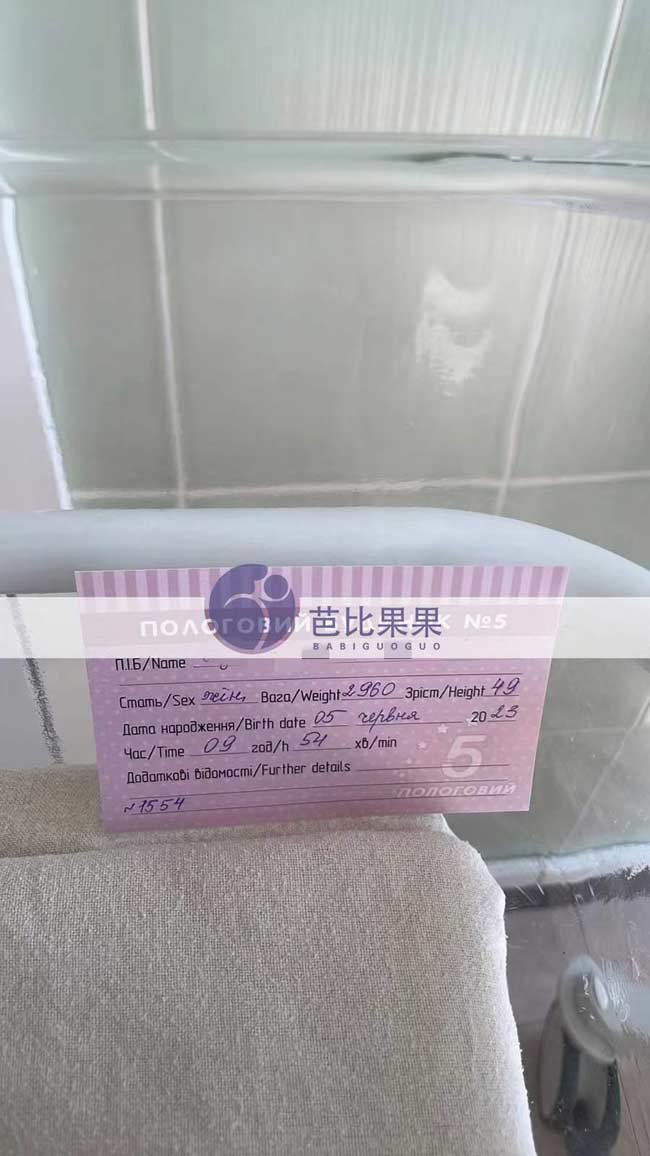 ПОЛОГОВИЙ №5
芭比果果
BABIGUOGUO
П.І.Б/Name
Стать/Sex жін. Вага/Weight 2960 Зріст/Height 49
Дата народження/Birth date 05 червня 2023
Час/Time 09 год/h 54 хв/min
Додаткові відомості/Further details
5
ПОЛОГОВИЙ
№1554